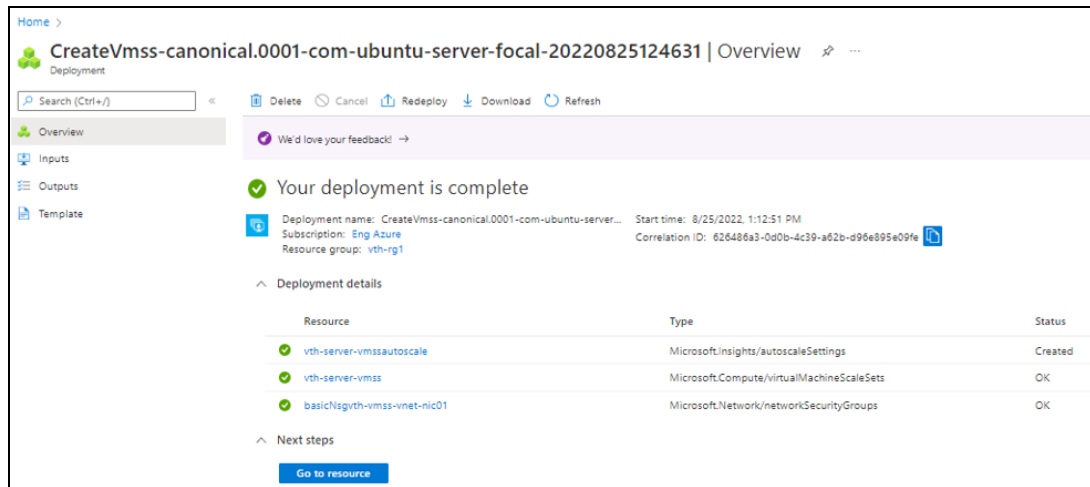 Home >
CreateVmss-canonical.0001-com-ubuntu-server-focal-20220825124631 | Overview ...
Deployment
Search (Ctrl+/) «
Delete Cancel Redeploy Download Refresh
Overview
We'd love your feedback! →
Inputs
Outputs
Template
Your deployment is complete
Deployment name: CreateVmss-canonical.0001-com-ubuntu-server... Start time: 8/25/2022, 1:12:51 PM
Subscription: Eng Azure Correlation ID: 626486a3-0d0b-4c39-a62b-d96e895e09fe
Resource group: vth-rg1
Deployment details
Resource Type Status
vth-server-vmssautoscale Microsoft.Insights/autoscaleSettings Created
vth-server-vmss Microsoft.Compute/virtualMachineScaleSets OK
basicNsgvth-vmss-vnet-nic01 Microsoft.Network/networkSecurityGroups OK
Next steps
Go to resource